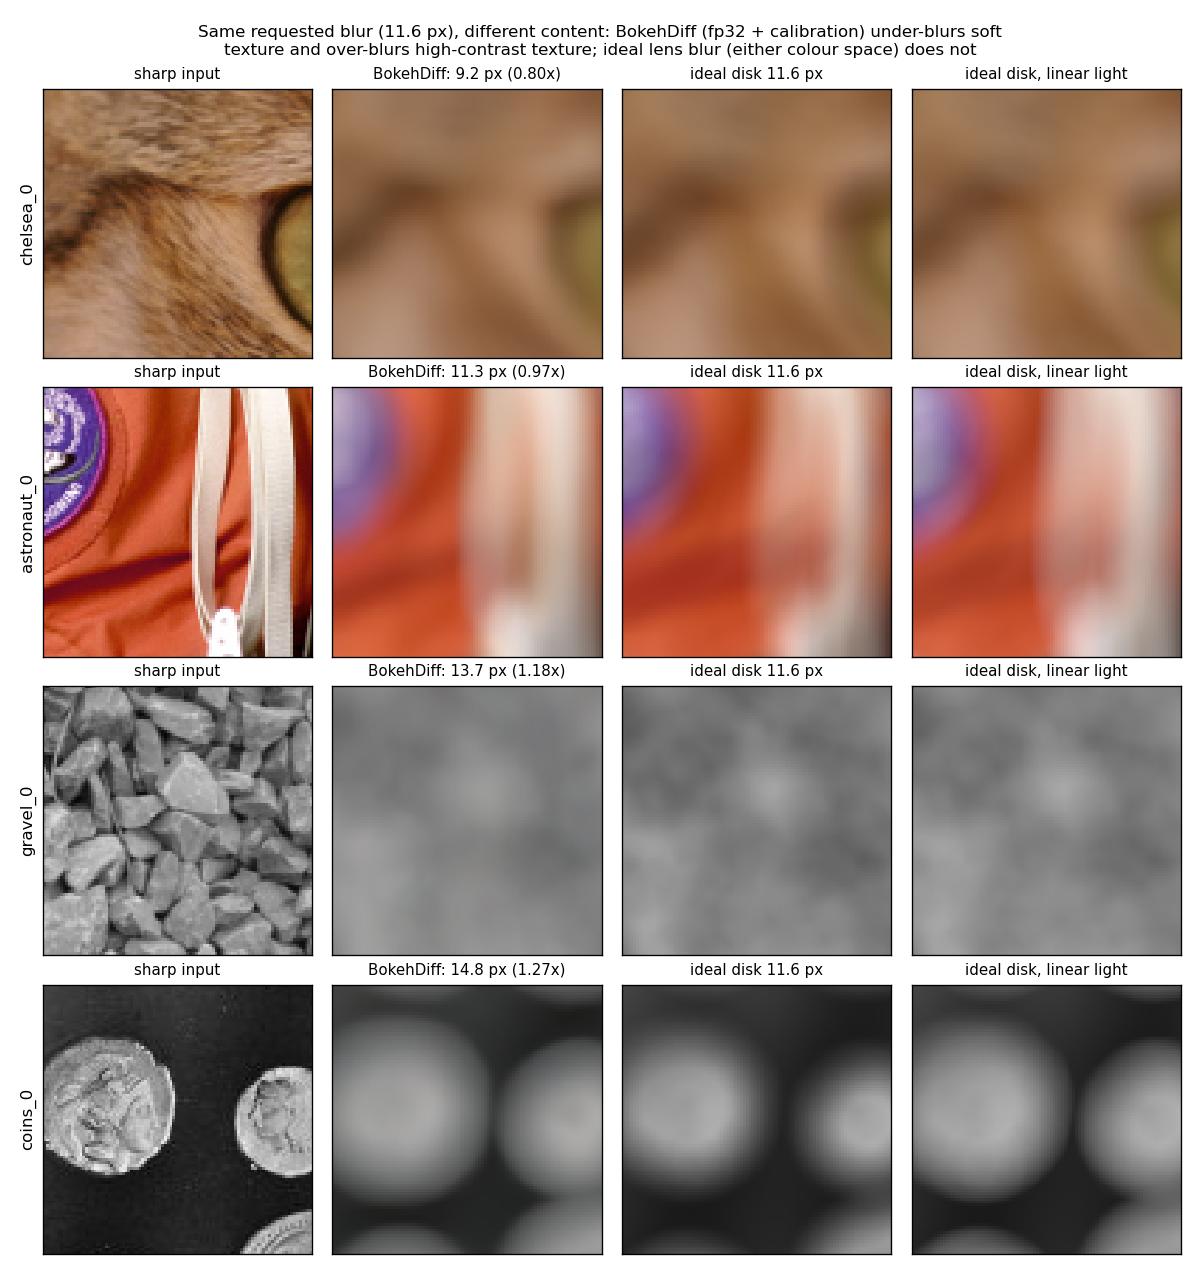 Same requested blur (11.6 px), different content: BokehDiff (fp32 + calibration) under-blurs soft
texture and over-blurs high-contrast texture; ideal lens blur (either colour space) does not
sharp input
BokehDiff: 9.2 px (0.80x)
ideal disk 11.6 px
ideal disk, linear light
chelsea_0
sharp input
BokehDiff: 11.3 px (0.97x)
ideal disk 11.6 px
ideal disk, linear light
astronaut_0
sharp input
BokehDiff: 13.7 px (1.18x)
ideal disk 11.6 px
ideal disk, linear light
gravel_0
sharp input
BokehDiff: 14.8 px (1.27x)
ideal disk 11.6 px
ideal disk, linear light
coins_0